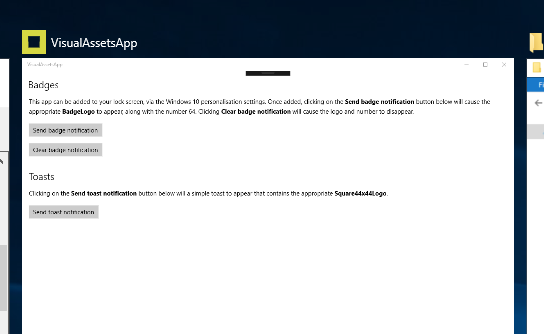 VisualAssetsApp
VisualAssetsApp
Badges
This app can be added to your lock screen, via the Windows 10 personalisation settings. Once added, clicking on the Send badge notification button below will cause the
appropriate BadgeLogo to appear, along with the number 64. Clicking Clear badge notification will cause the logo and number to disappear.
Send badge notification
Clear badge notification
Toasts
Clicking on the Send toast notification button below will a simple toast to appear that contains the appropriate Square44x44Logo.
Send toast notification